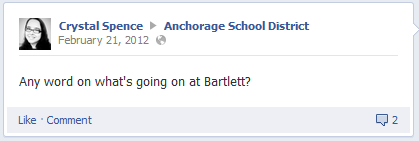 Crystal Spence ▸ Anchorage School District
February 21, 2012
Any word on what's going on at Bartlett?
Like · Comment 2